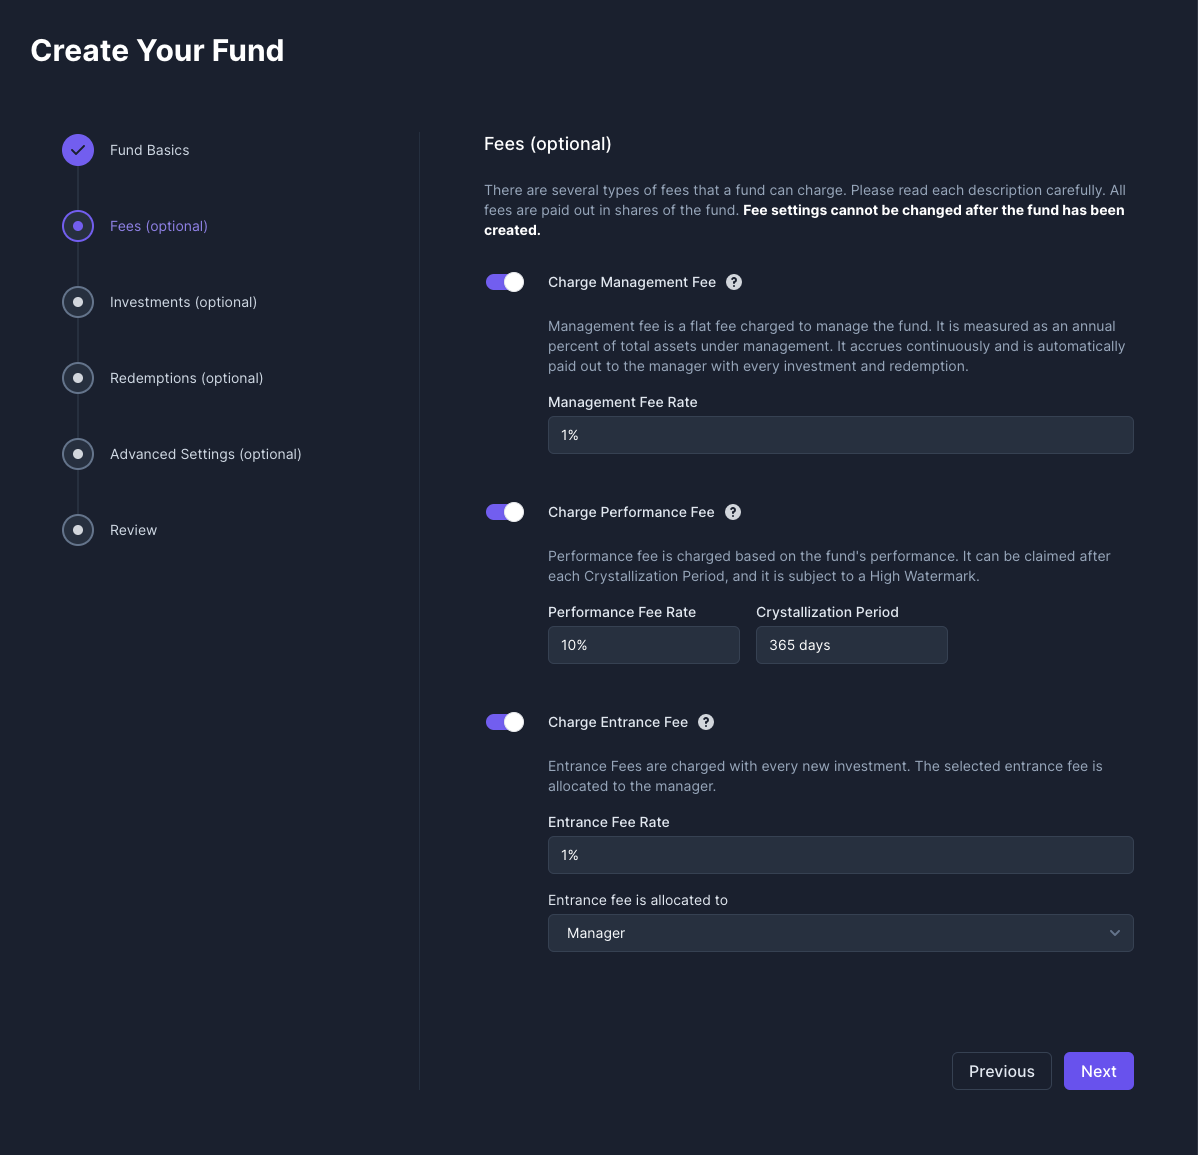 Create Your Fund
Fund Basics
Fees (optional)
Investments (optional)
Redemptions (optional)
Advanced Settings (optional)
Review
Fees (optional)
There are several types of fees that a fund can charge. Please read each description carefully. All
fees are paid out in shares of the fund. Fee settings cannot be changed after the fund has been
created.
Charge Management Fee ?
Management fee is a flat fee charged to manage the fund. It is measured as an annual
percent of total assets under management. It accrues continuously and is automatically
paid out to the manager with every investment and redemption.
Management Fee Rate
1%
Charge Performance Fee ?
Performance fee is charged based on the fund's performance. It can be claimed after
each Crystallization Period, and it is subject to a High Watermark.
Performance Fee Rate Crystallization Period
10% 365 days
Charge Entrance Fee ?
Entrance Fees are charged with every new investment. The selected entrance fee is
allocated to the manager.
Entrance Fee Rate
1%
Entrance fee is allocated to
Manager
Previous Next